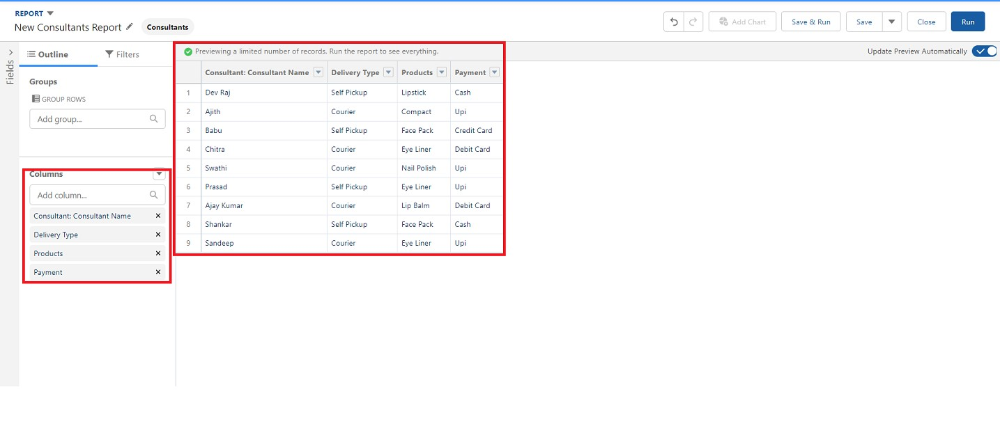 REPORT
New Consultants Report Consultants
Add Chart Save & Run Save Close Run
Fields
Outline Filters
Previewing a limited number of records. Run the report to see everything.
Update Preview Automatically
Groups
GROUP ROWS
Add group...
Columns
Add column...
Consultant: Consultant Name
Delivery Type
Products
Payment
Consultant: Consultant Name Delivery Type Products Payment
1 Dev Raj Self Pickup Lipstick Cash
2 Ajith Courier Compact Upi
3 Babu Self Pickup Face Pack Credit Card
4 Chitra Courier Eye Liner Debit Card
5 Swathi Courier Nail Polish Upi
6 Prasad Self Pickup Eye Liner Upi
7 Ajay Kumar Courier Lip Balm Debit Card
8 Shankar Self Pickup Face Pack Cash
9 Sandeep Courier Eye Liner Upi